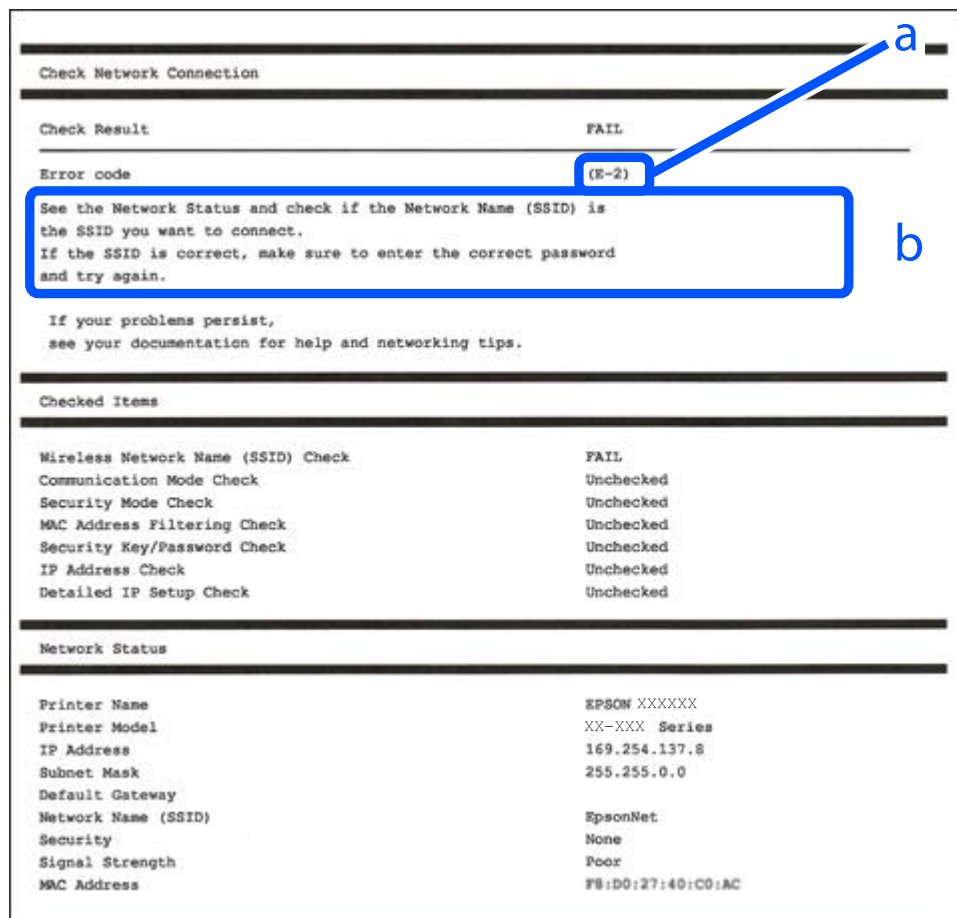 a
Check Network Connection
Check Result FAIL
Error code (E-2)
See the Network Status and check if the Network Name (SSID) is
the SSID you want to connect.
If the SSID is correct, make sure to enter the correct password
and try again.
b
If your problems persist,
see your documentation for help and networking tips.
Checked Items
Wireless Network Name (SSID) Check FAIL
Communication Mode Check Unchecked
Security Mode Check Unchecked
MAC Address Filtering Check Unchecked
Security Key/Password Check Unchecked
IP Address Check Unchecked
Detailed IP Setup Check Unchecked
Network Status
Printer Name EPSON XXXXXX
Printer Model XX-XXX Series
IP Address 169.254.137.8
Subnet Mask 255.255.0.0
Default Gateway
Network Name (SSID) EpsonNet
Security None
Signal Strength Poor
MAC Address F8:D0:27:40:C0:AC